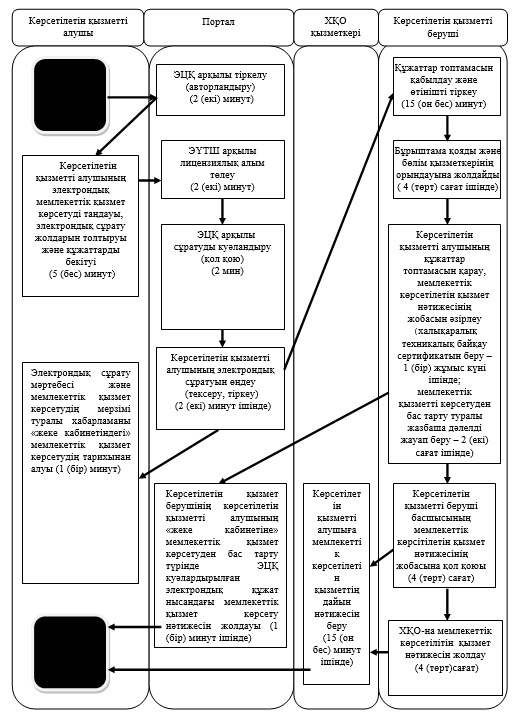 Көрсетілетін қызметті
алушы
Портал
ХҚО
қызметкері
Көрсетілетін қызметті
беруші
ЭЦҚ арқылы тіркелу
(авторландыру)
(2 (екі) минут)
Құжаттар топтамасын
қабылдау және
өтінішті тіркеу
(15 (он бес) минут)
Көрсетілетін
қызметті алушының
электрондық
мемлекеттік қызмет
көрсетуді таңдауы,
электрондық сұрату
жолдарын толтыруы
және құжаттарды
бекітуі
(5 (бес) минут)
ЭҮТШ арқылы
лицензиялық алым
төлеу
(2 (екі) минут)
Бұрыштама қояды және
бөлім қызметкерінің
орындауына жолдайды
( 4 (төрт) сағат ішінде)
ЭЦҚ арқылы
сұратуды куәландыру
(қол қою)
(2 мин)
Көрсетілетін
қызметті алушының
құжаттар
топтамасын қарау,
мемлекеттік
көрсетілетін қызмет
нәтижесінің
жобасын әзірлеу
(халықаралық
техникалық байқау
сертификатын беру –
1 (бір) жұмыс күні
ішінде;
мемлекеттік
қызметті көрсетуден
бас тарту туралы
жазбаша дәлелді
жауап беру – 2 (екі)
сағат ішінде)
Көрсетілетін қызметті
алушының электрондық
сұратуын өңдеу
(тексеру, тіркеу)
(2 (екі) минут ішінде)
Электрондық сұрату
мәртебесі және
мемлекеттік қызмет
көрсетудің мерзімі
туралы хабарламаны
«жеке кабинетіндегі»
мемлекеттік қызмет
көрсетудің тарихынан
алуы (1 (бір) минут)
Көрсетілетін қызмет
берушінің көрсетілетін
қызметті алушының
«жеке кабинетіне»
мемлекеттік қызмет
көрсетуден бас тарту
түрінде ЭЦҚ
куәлардырылған
электрондық құжат
нысандағы мемлекеттік
қызмет көрсету
нәтижесін жолдауы (1
(бір) минут ішінде)
Көрсетілет
ін
қызметті
алушыға
мемлекетті
к
көрсетілеті
н
қызметтің
дайын
нәтижесін
беру
(15 (он
бес) минут
ішінде)
Көрсетілетін
қызметті беруші
басшысының
мемлекеттік
көрсітілетін қызмет
нәтижесінің
жобасына қол қоюы
(4 (төрт) сағат)
ХҚО-на мемлекеттік
көрсетілітін қызмет
нәтижесін жолдау
(4 (төрт)сағат)